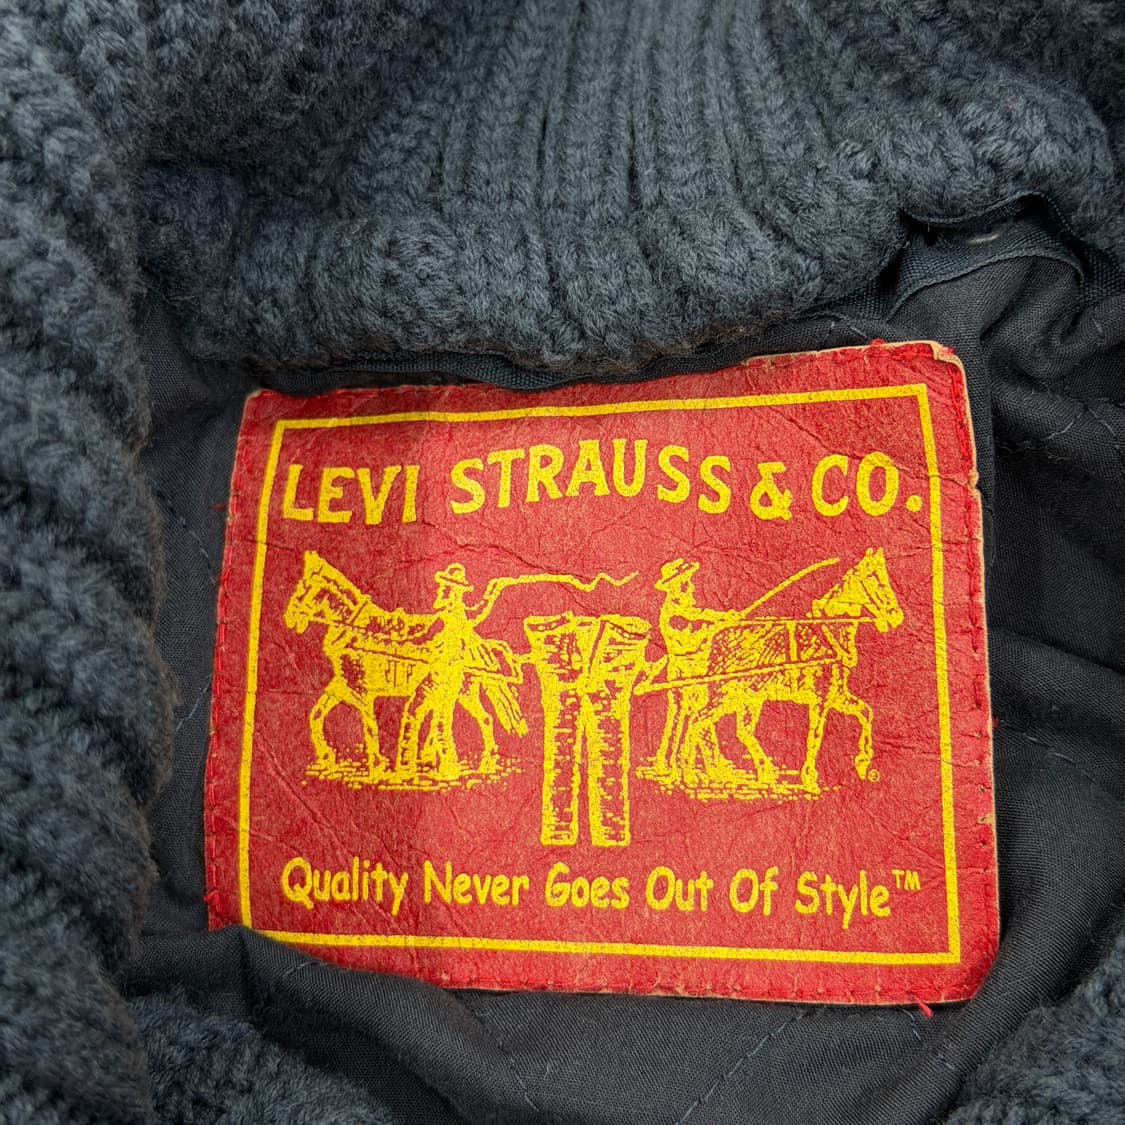 LEVI STRAUSS & CO.
®
Quality Never Goes Out Of Style™